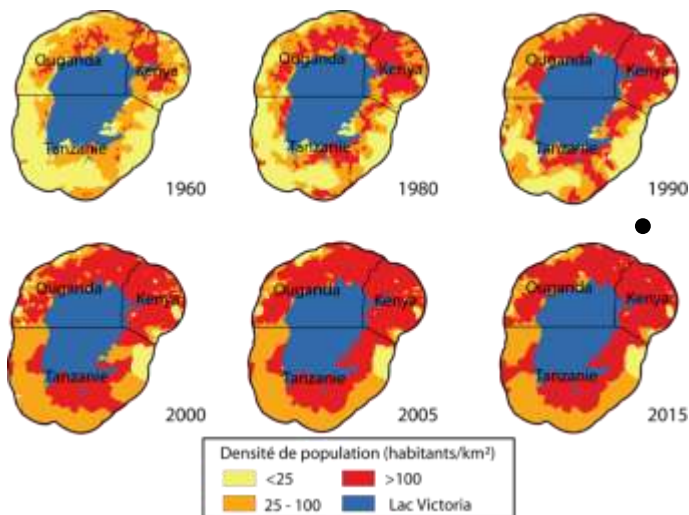 Ouganda
Kenya
Tanzanie
1960
Ouganda
Kenya
Tanzanie
1980
Ouganda
Kenya
Tanzanie
1990
Ouganda
Kenya
Tanzanie
2000
Ouganda
Kenya
Tanzanie
2005
Ouganda
Kenya
Tanzanie
2015
Densité de population (habitants/km²)
<25 >100
25 - 100 Lac Victoria